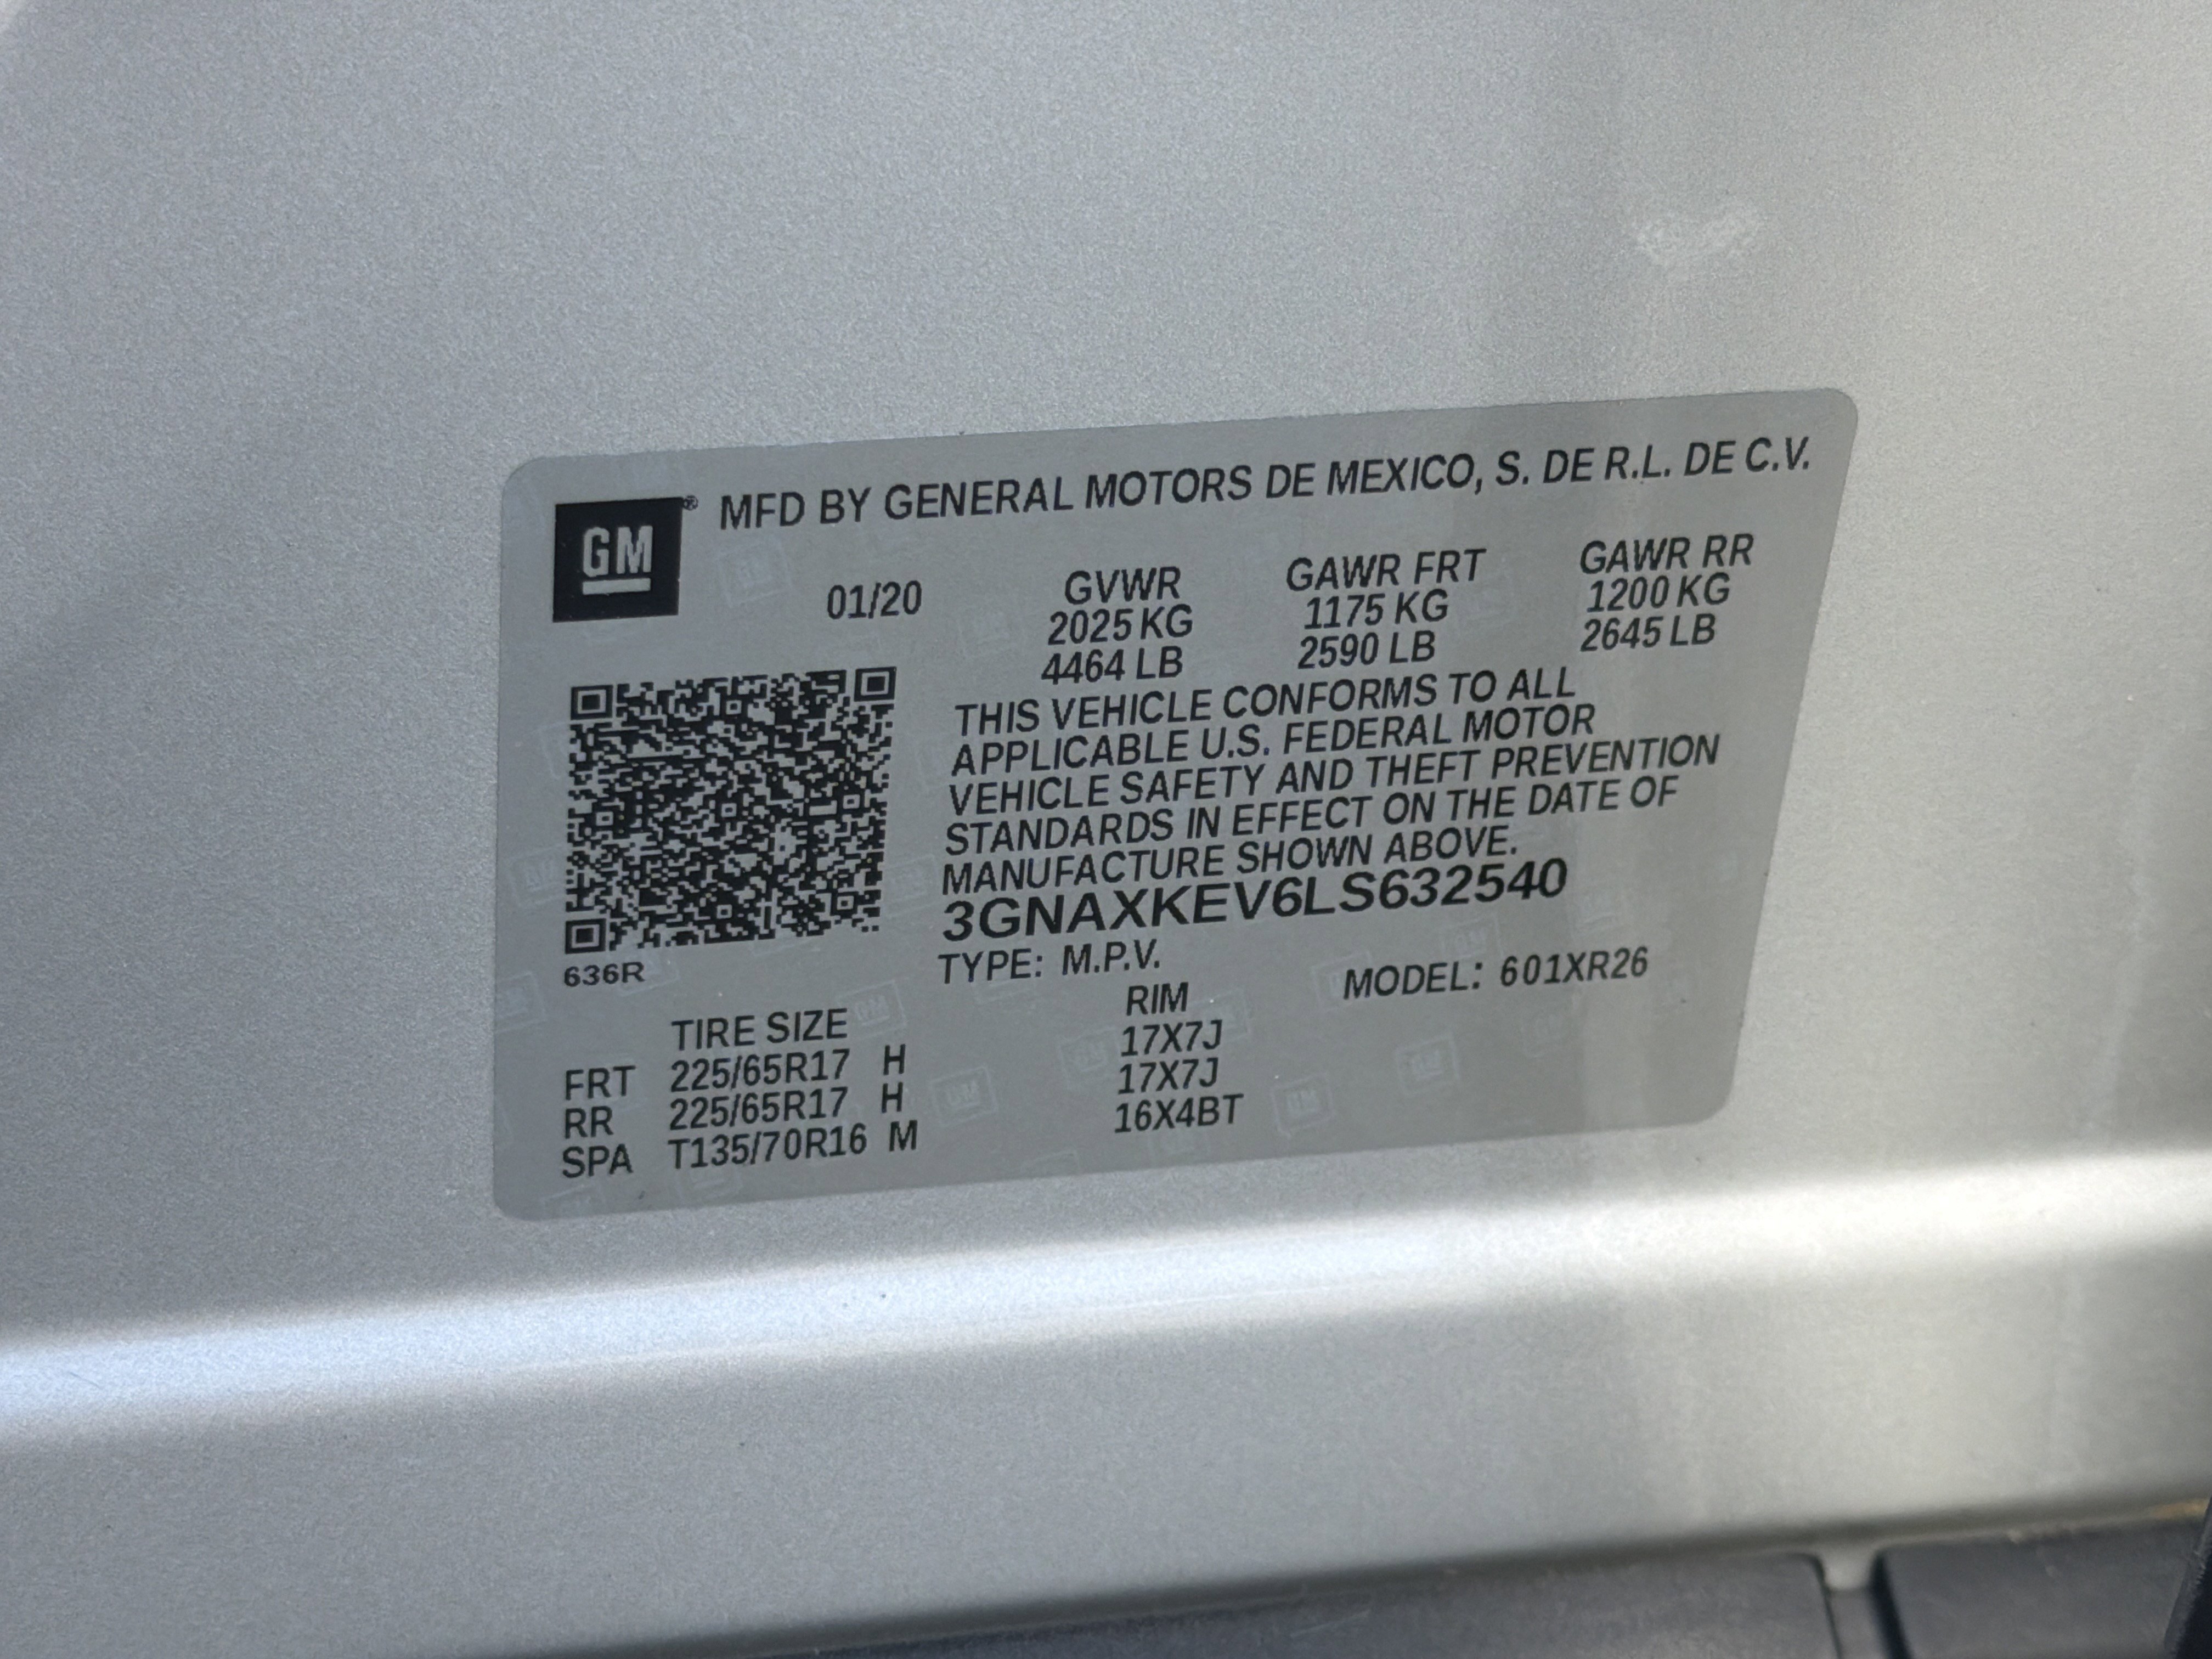 GM ® MFD BY GENERAL MOTORS DE MEXICO, S. DE R.L. DE C.V.
01/20 GVWR GAWR FRT GAWR RR
2025 KG 1175 KG 1200 KG
4464 LB 2590 LB 2645 LB
THIS VEHICLE CONFORMS TO ALL
APPLICABLE U.S. FEDERAL MOTOR
VEHICLE SAFETY AND THEFT PREVENTION
STANDARDS IN EFFECT ON THE DATE OF
MANUFACTURE SHOWN ABOVE.
3GNAXKEV6LS632540
636R
TYPE: M.P.V. MODEL: 601XR26
TIRE SIZE RIM
FRT 225/65R17 H 17X7J
RR 225/65R17 H 17X7J
SPA T135/70R16 M 16X4BT